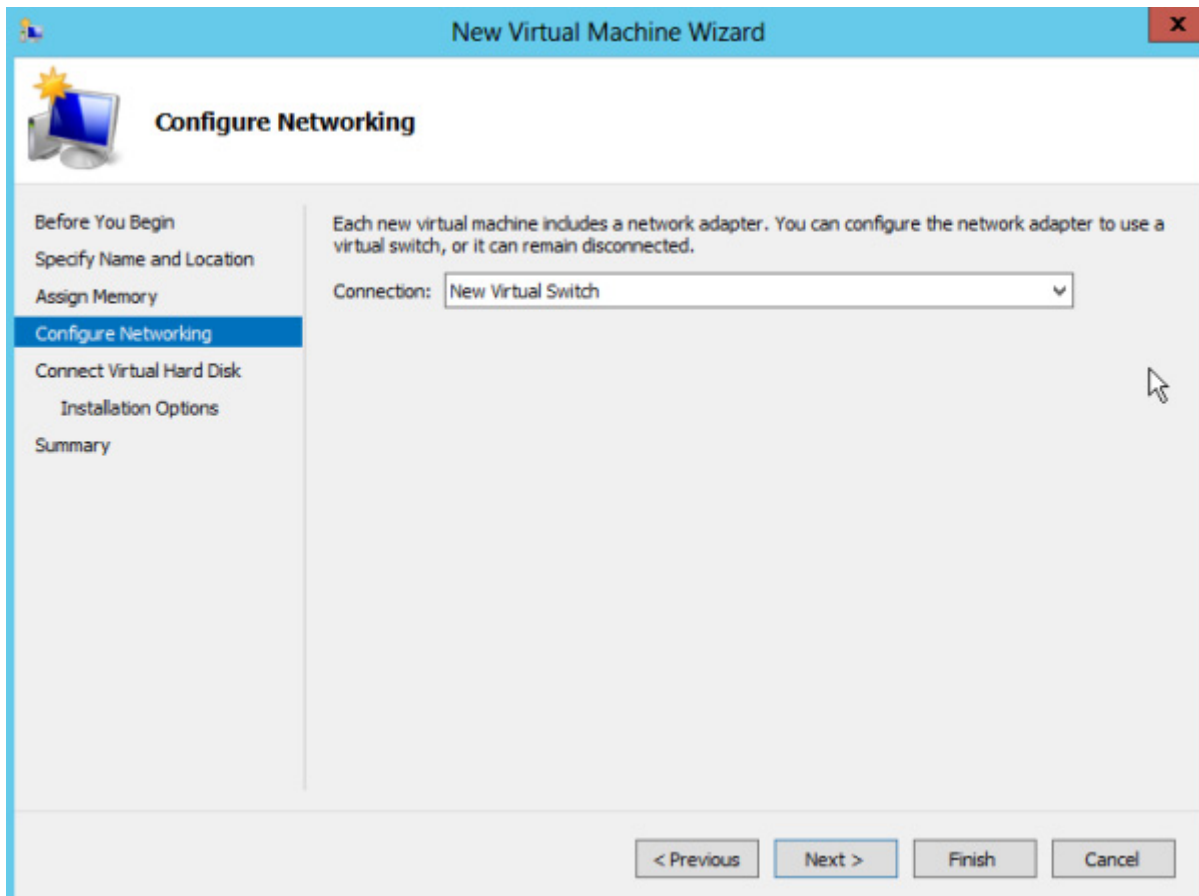 New Virtual Machine Wizard
x
Configure Networking
Before You Begin
Specify Name and Location
Assign Memory
Configure Networking
Connect Virtual Hard Disk
Installation Options
Summary
Each new virtual machine includes a network adapter. You can configure the network adapter to use a
virtual switch, or it can remain disconnected.
Connection: New Virtual Switch
< Previous Next > Finish Cancel